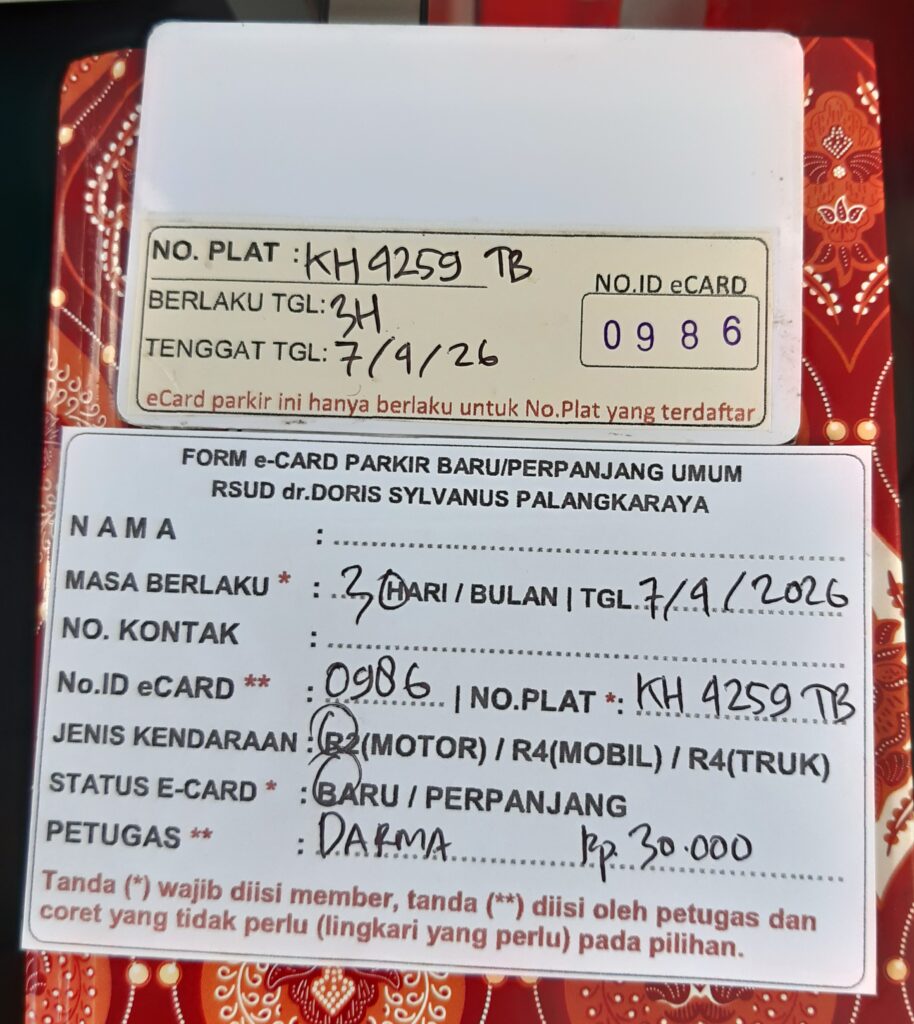 NO. PLAT : KH 4259 TB
BERLAKU TGL: 3H
TENGGAT TGL: 7/9/26
NO.ID eCARD
0986
eCard parkir ini hanya berlaku untuk No.Plat yang terdaftar
FORM e-CARD PARKIR BARU/PERPANJANG UMUM
RSUD dr.DORIS SYLVANUS PALANGKARAYA
NAMA :
MASA BERLAKU * : 3 HARI / BULAN | TGL. 7/9/2026
NO. KONTAK :
No.ID eCARD ** : 0986 | NO.PLAT *: KH 4259 TB
JENIS KENDARAAN : R2(MOTOR) / R4(MOBIL) / R4(TRUK)
STATUS E-CARD * : BARU / PERPANJANG
PETUGAS ** : DARMA Rp. 30.000
Tanda (*) wajib diisi member, tanda (**) diisi oleh petugas dan
coret yang tidak perlu (lingkari yang perlu) pada pilihan.